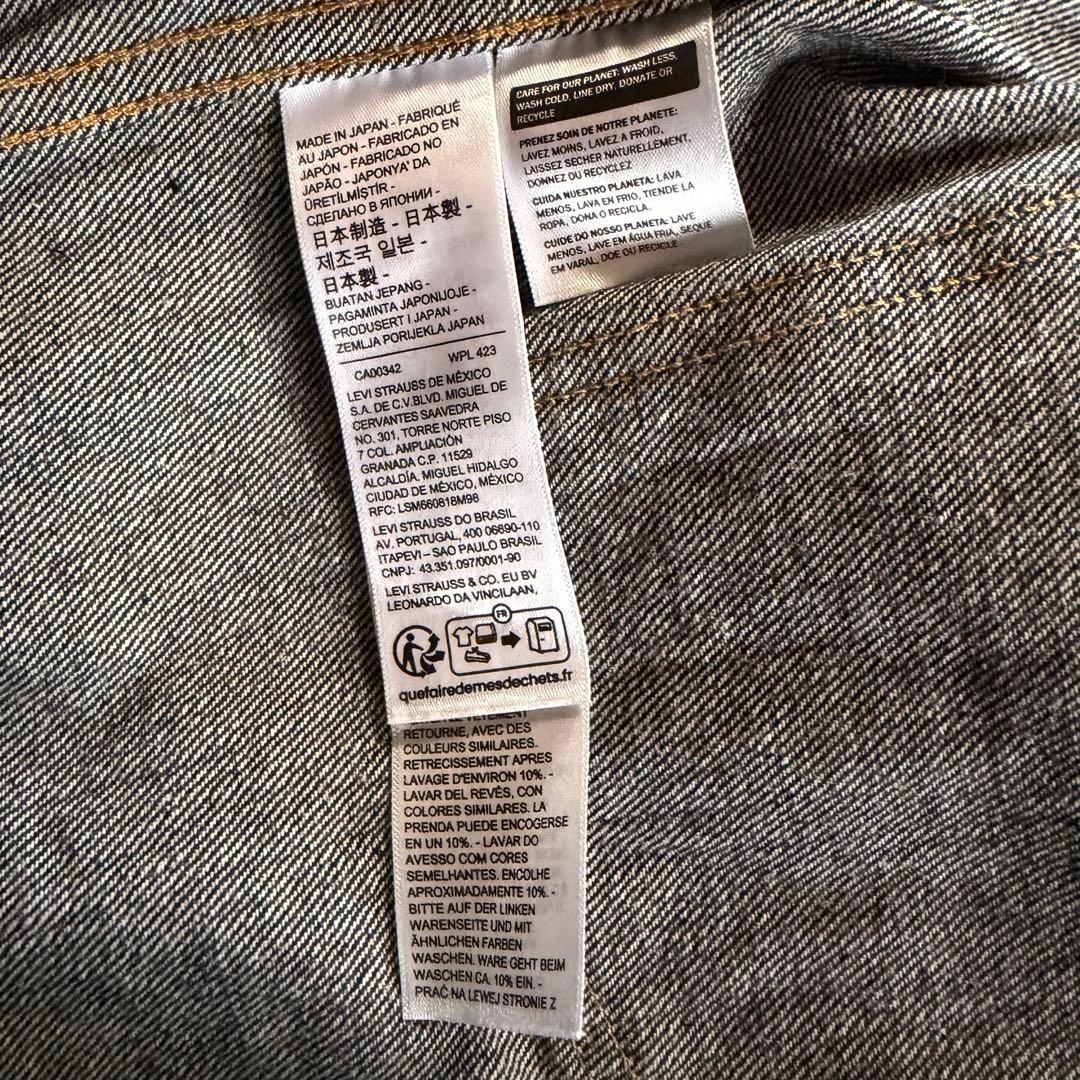 MADE IN JAPAN - FABRIQUÉ
AU JAPON - FABRICADO EN
JAPÓN - FABRICADO NO
JAPÃO - JAPONYA' DA
ÜRETİLMİŞTİR -
СДЕЛАНО В ЯПОНИИ -
日本制造 - 日本製 -
제조국 일본 -
日本製 -
BUATAN JEPANG -
PAGAMINTA JAPONIJOJE -
PRODUSERT I JAPAN -
ZEMLJA PORIJEKLA JAPAN
CA00342 WPL 423
LEVI STRAUSS DE MÉXICO
S.A. DE C.V.BLVD. MIGUEL DE
CERVANTES SAAVEDRA
NO. 301, TORRE NORTE PISO
7 COL. AMPLIACIÓN
GRANADA C.P. 11529
ALCALDÍA. MIGUEL HIDALGO
CIUDAD DE MÉXICO, MÉXICO
RFC: LSM660818M98
LEVI STRAUSS DO BRASIL
AV. PORTUGAL, 400 06690-110
ITAPEVI – SAO PAULO BRASIL
CNPJ: 43.351.097/0001-90
LEVI STRAUSS & CO. EU BV
LEONARDO DA VINCILAAN,
FR
quefairedemesdechets.fr
VÊTEMENT
RETOURNE, AVEC DES
COULEURS SIMILAIRES.
RETRECISSEMENT APRES
LAVAGE D'ENVIRON 10%. -
LAVAR DEL REVÉS, CON
COLORES SIMILARES. LA
PRENDA PUEDE ENCOGERSE
EN UN 10%. - LAVAR DO
AVESSO COM CORES
SEMELHANTES. ENCOLHE
APROXIMADAMENTE 10%. -
BITTE AUF DER LINKEN
WARENSEITE UND MIT
ÄHNLICHEN FARBEN
WASCHEN. WARE GEHT BEIM
WASCHEN CA. 10% EIN. -
PRAĆ NA LEWEJ STRONIE Z
CARE FOR OUR PLANET: WASH LESS,
WASH COLD, LINE DRY, DONATE OR
RECYCLE
PRENEZ SOIN DE NOTRE PLANETE:
LAVEZ MOINS, LAVEZ A FROID,
LAISSEZ SECHER NATURELLEMENT,
DONNEZ OU RECYCLEZ
CUIDA NUESTRO PLANETA: LAVA
MENOS, LAVA EN FRIO, TIENDE LA
ROPA, DONA O RECICLA.
CUIDE DO NOSSO PLANETA: LAVE
MENOS, LAVE EM ÁGUA FRIA, SEQUE
EM VARAL, DOE OU RECICLE